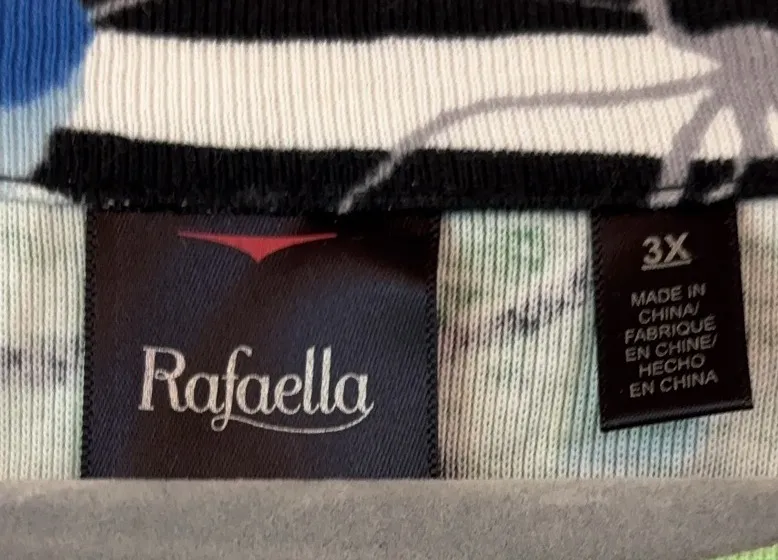 Rafaella
3X
MADE IN
CHINA/
FABRIQUÉ
EN CHINE/
HECHO
EN CHINA